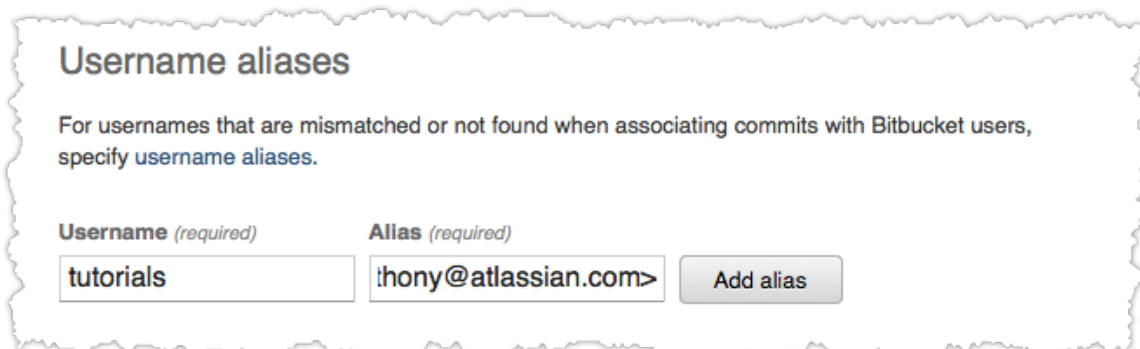 Username aliases
For usernames that are mismatched or not found when associating commits with Bitbucket users,
specify username aliases.
Username (required) Alias (required)
tutorials thony@atlassian.com> Add alias